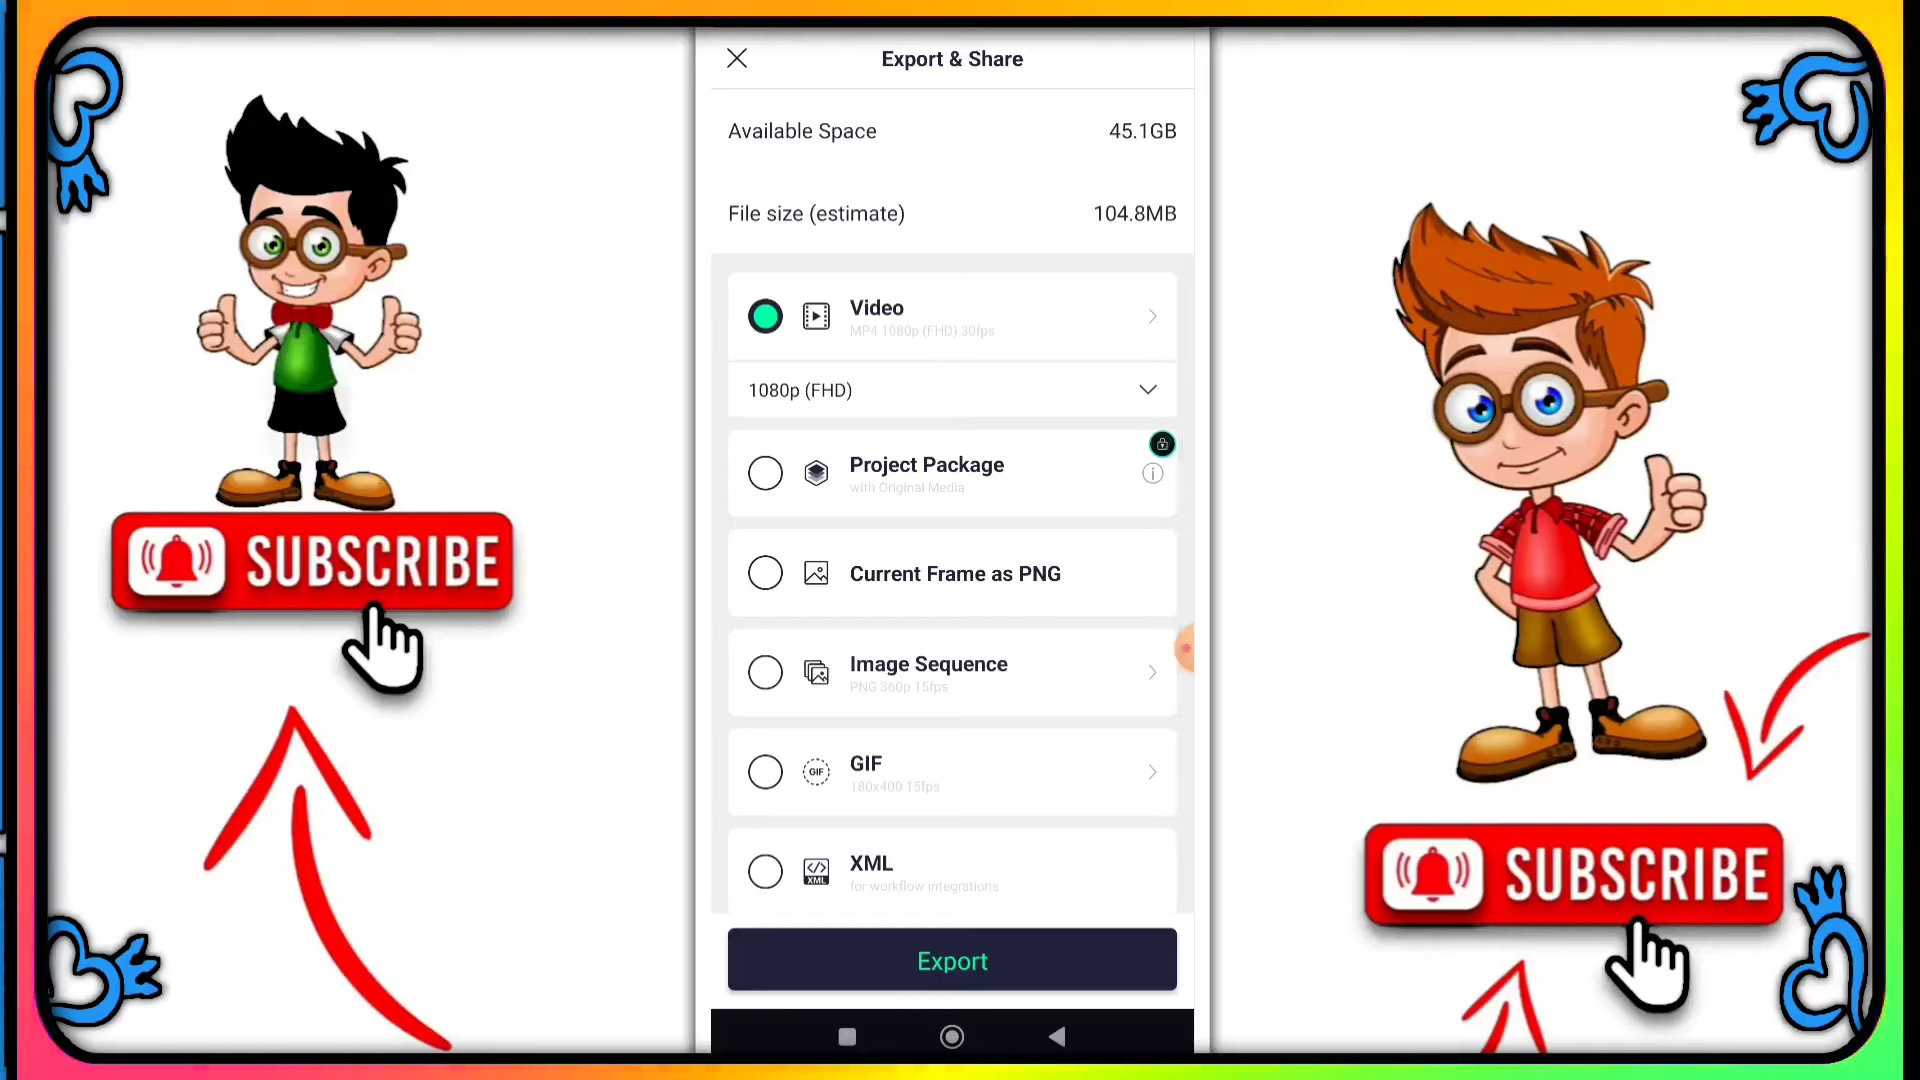 Export & Share
Available Space 45.1GB
File size (estimate) 104.8MB
Video
MP4 1080p (FHD) 30fps
1080p (FHD)
Project Package
with Original Media
Current Frame as PNG
Image Sequence
PNG 360p 15fps
GIF
GIF
180x400 15fps
XML
XML
for workflow integrations
Export
SUBSCRIBE
SUBSCRIBE